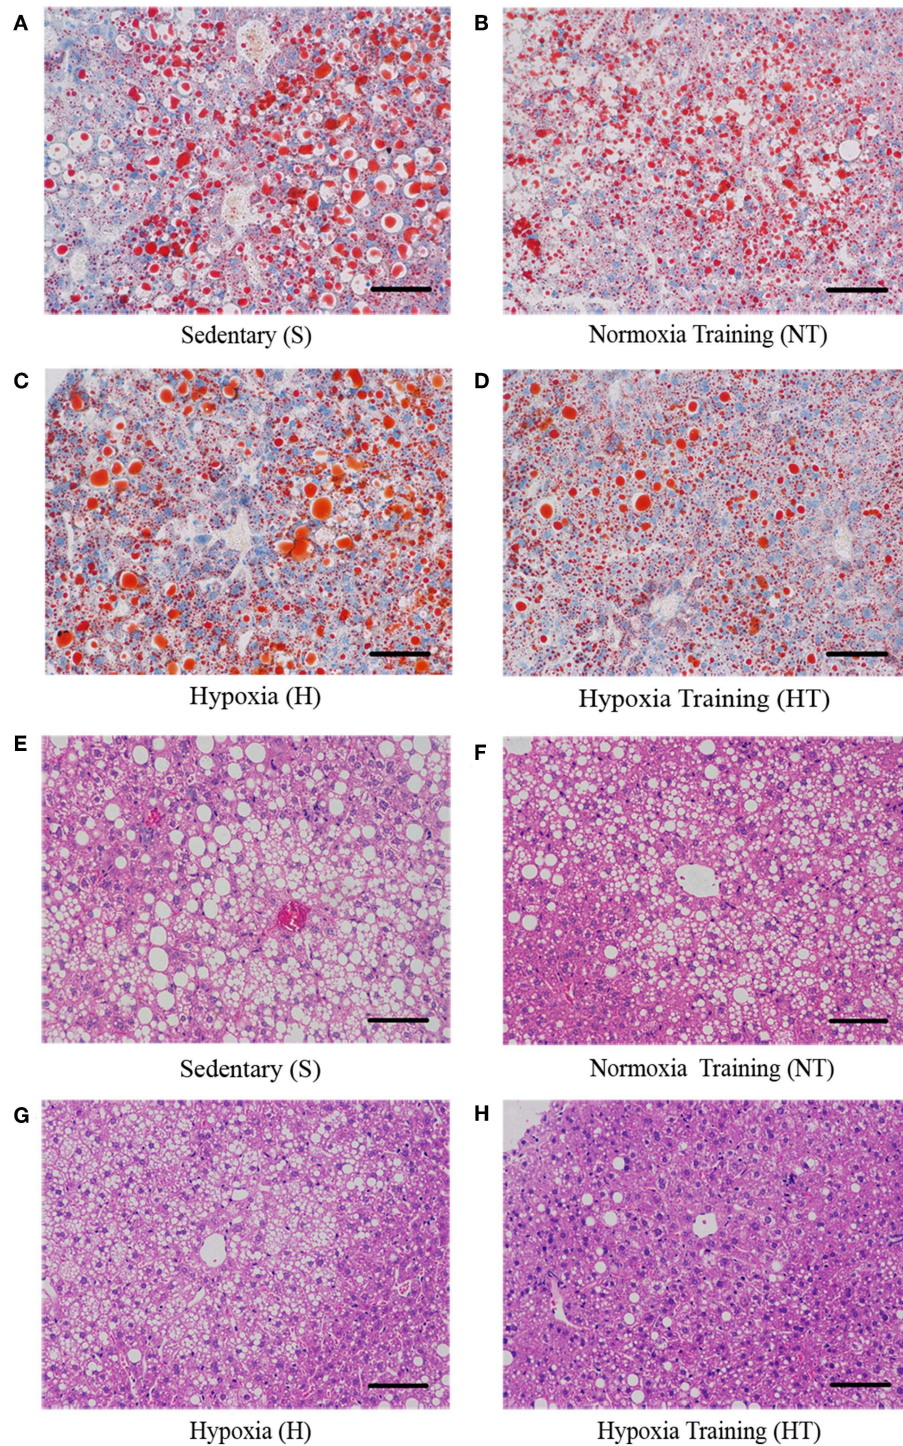 A
B
Sedentary (S)
Normoxia Training (NT)
C
D
Hypoxia (H)
Hypoxia Training (HT)
E
F
Sedentary (S)
Normoxia Training (NT)
G
H
Hypoxia (H)
Hypoxia Training (HT)